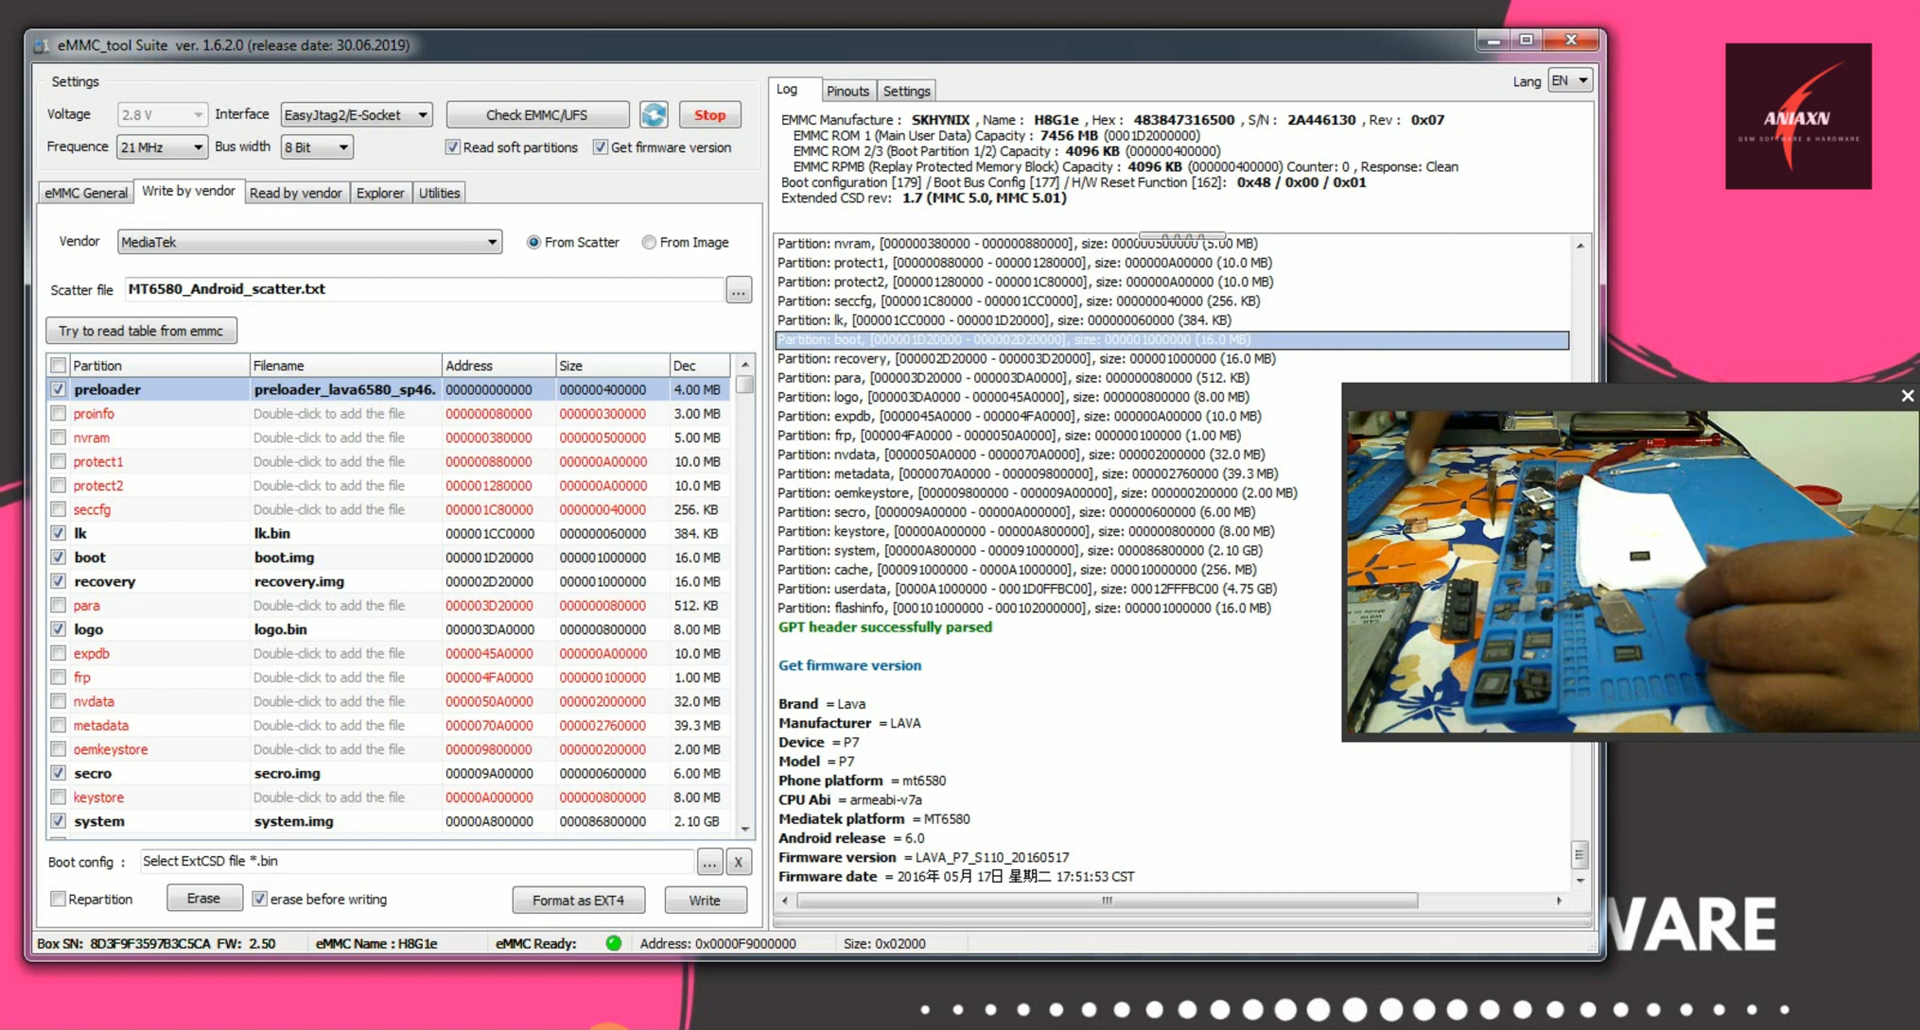 eMMC_tool Suite  ver. 1.6.2.0 (release date: 30.06.2019)
Settings
Voltage 2.8 V Interface EasyJtag2/E-Socket Check EMMC/UFS Stop
Frequency 21 MHz Bus width 8 Bit Read soft partitions Get firmware version
eMMC General Write by vendor Read by vendor Explorer Utilities
Vendor MediaTek From Scatter From Image
Scatter file MT6580_Android_scatter.txt ...
Try to read table from emmc
Partition Filename Address Size Dec
preloader preloader_lava6580_sp46. 000000000000 000000400000 4.00 MB
proinfo Double-click to add the file 000000080000 000000300000 3.00 MB
nvram Double-click to add the file 000000380000 000000500000 5.00 MB
protect1 Double-click to add the file 000000880000 000000A00000 10.0 MB
protect2 Double-click to add the file 000001280000 000000A00000 10.0 MB
seccfg Double-click to add the file 000001C80000 000000040000 256. KB
lk lk.bin 000001CC0000 000000060000 384. KB
boot boot.img 000001D20000 000001000000 16.0 MB
recovery recovery.img 000002D20000 000001000000 16.0 MB
para Double-click to add the file 000003D20000 000000080000 512. KB
logo logo.bin 000003DA0000 000000800000 8.00 MB
expdb Double-click to add the file 0000045A0000 000000A00000 10.0 MB
frp Double-click to add the file 000004FA0000 000000100000 1.00 MB
nvdata Double-click to add the file 0000050A0000 000002000000 32.0 MB
metadata Double-click to add the file 0000070A0000 000002760000 39.3 MB
oemkeystore Double-click to add the file 000009800000 000000200000 2.00 MB
secro secro.img 000009A00000 000000600000 6.00 MB
keystore Double-click to add the file 00000A000000 000000800000 8.00 MB
system system.img 00000A800000 000086800000 2.10 GB
Boot config : Select ExtCSD file *.bin ... X
Repartition Erase erase before writing Format as EXT4 Write
Log Pinouts Settings Lang EN
EMMC Manufacture : SKHYNIX , Name : H8G1e , Hex : 483847316500 , S/N : 2A446130 , Rev : 0x07
EMMC ROM 1 (Main User Data) Capacity : 7456 MB (0001D2000000)
EMMC ROM 2/3 (Boot Partition 1/2) Capacity : 4096 KB (000000400000)
EMMC RPMB (Replay Protected Memory Block) Capacity : 4096 KB (000000400000) Counter: 0 , Response: Clean
Boot configuration [179] / Boot Bus Config [177] / H/W Reset Function [162]: 0x48 / 0x00 / 0x01
Extended CSD rev: 1.7 (MMC 5.0, MMC 5.01)
Partition: nvram, [000000380000 - 000000880000], size: 000000500000 (5.00 MB)
Partition: protect1, [000000880000 - 000001280000], size: 000000A00000 (10.0 MB)
Partition: protect2, [000001280000 - 000001C80000], size: 000000A00000 (10.0 MB)
Partition: seccfg, [000001C80000 - 000001CC0000], size: 000000040000 (256. KB)
Partition: lk, [000001CC0000 - 000001D20000], size: 000000060000 (384. KB)
Partition: boot, [000001D20000 - 000002D20000], size: 000001000000 (16.0 MB)
Partition: recovery, [000002D20000 - 000003D20000], size: 000001000000 (16.0 MB)
Partition: para, [000003D20000 - 000003DA0000], size: 000000080000 (512. KB)
Partition: logo, [000003DA0000 - 0000045A0000], size: 000000800000 (8.00 MB)
Partition: expdb, [0000045A0000 - 000004FA0000], size: 000000A00000 (10.0 MB)
Partition: frp, [000004FA0000 - 0000050A0000], size: 000000100000 (1.00 MB)
Partition: nvdata, [0000050A0000 - 0000070A0000], size: 000002000000 (32.0 MB)
Partition: metadata, [0000070A0000 - 000009800000], size: 000002760000 (39.3 MB)
Partition: oemkeystore, [000009800000 - 000009A00000], size: 000000200000 (2.00 MB)
Partition: secro, [000009A00000 - 00000A000000], size: 000000600000 (6.00 MB)
Partition: keystore, [00000A000000 - 00000A800000], size: 000000800000 (8.00 MB)
Partition: system, [00000A800000 - 000091000000], size: 000086800000 (2.10 GB)
Partition: cache, [000091000000 - 0000A1000000], size: 000010000000 (256. MB)
Partition: userdata, [0000A1000000 - 0001D0FFBC00], size: 00012FFFBC00 (4.75 GB)
Partition: flashinfo, [000101000000 - 000102000000], size: 000001000000 (16.0 MB)
GPT header successfully parsed
Get firmware version
Brand = Lava
Manufacturer = LAVA
Device = P7
Model = P7
Phone platform = mt6580
CPU Abi = armeabi-v7a
Mediatek platform = MT6580
Android release = 6.0
Firmware version = LAVA_P7_S110_20160517
Firmware date = 2016年 05月 17日 星期二 17:51:53 CST
Box SN: 8D3F9F3597B3C5CA FW: 2.50 eMMC Name : H8G1e eMMC Ready: Address: 0x0000F9000000 Size: 0x02000
ANIAXN
GSM SOFTWARE & HARDWARE
WARE